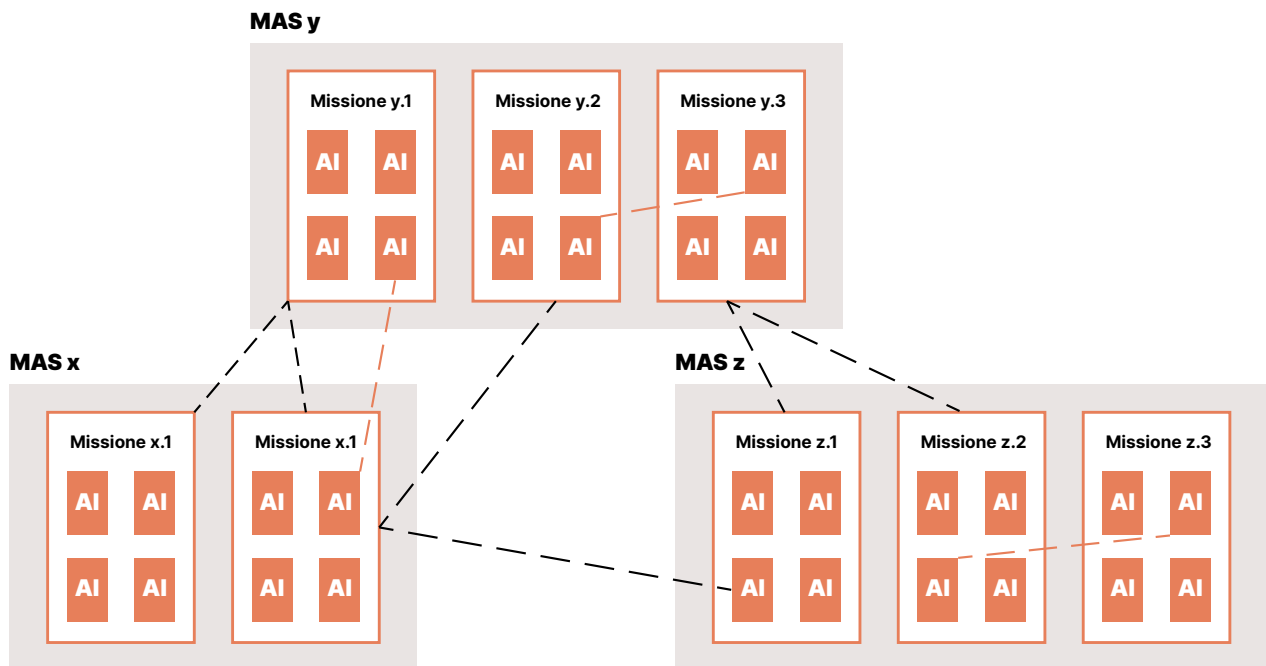 MAS y
Missione y.1 Missione y.2 Missione y.3
AI AI AI AI AI AI
AI AI AI AI AI AI
MAS x MAS z
Missione x.1 Missione x.1 Missione z.1 Missione z.2 Missione z.3
AI AI AI AI AI AI AI AI AI AI
AI AI AI AI AI AI AI AI AI AI